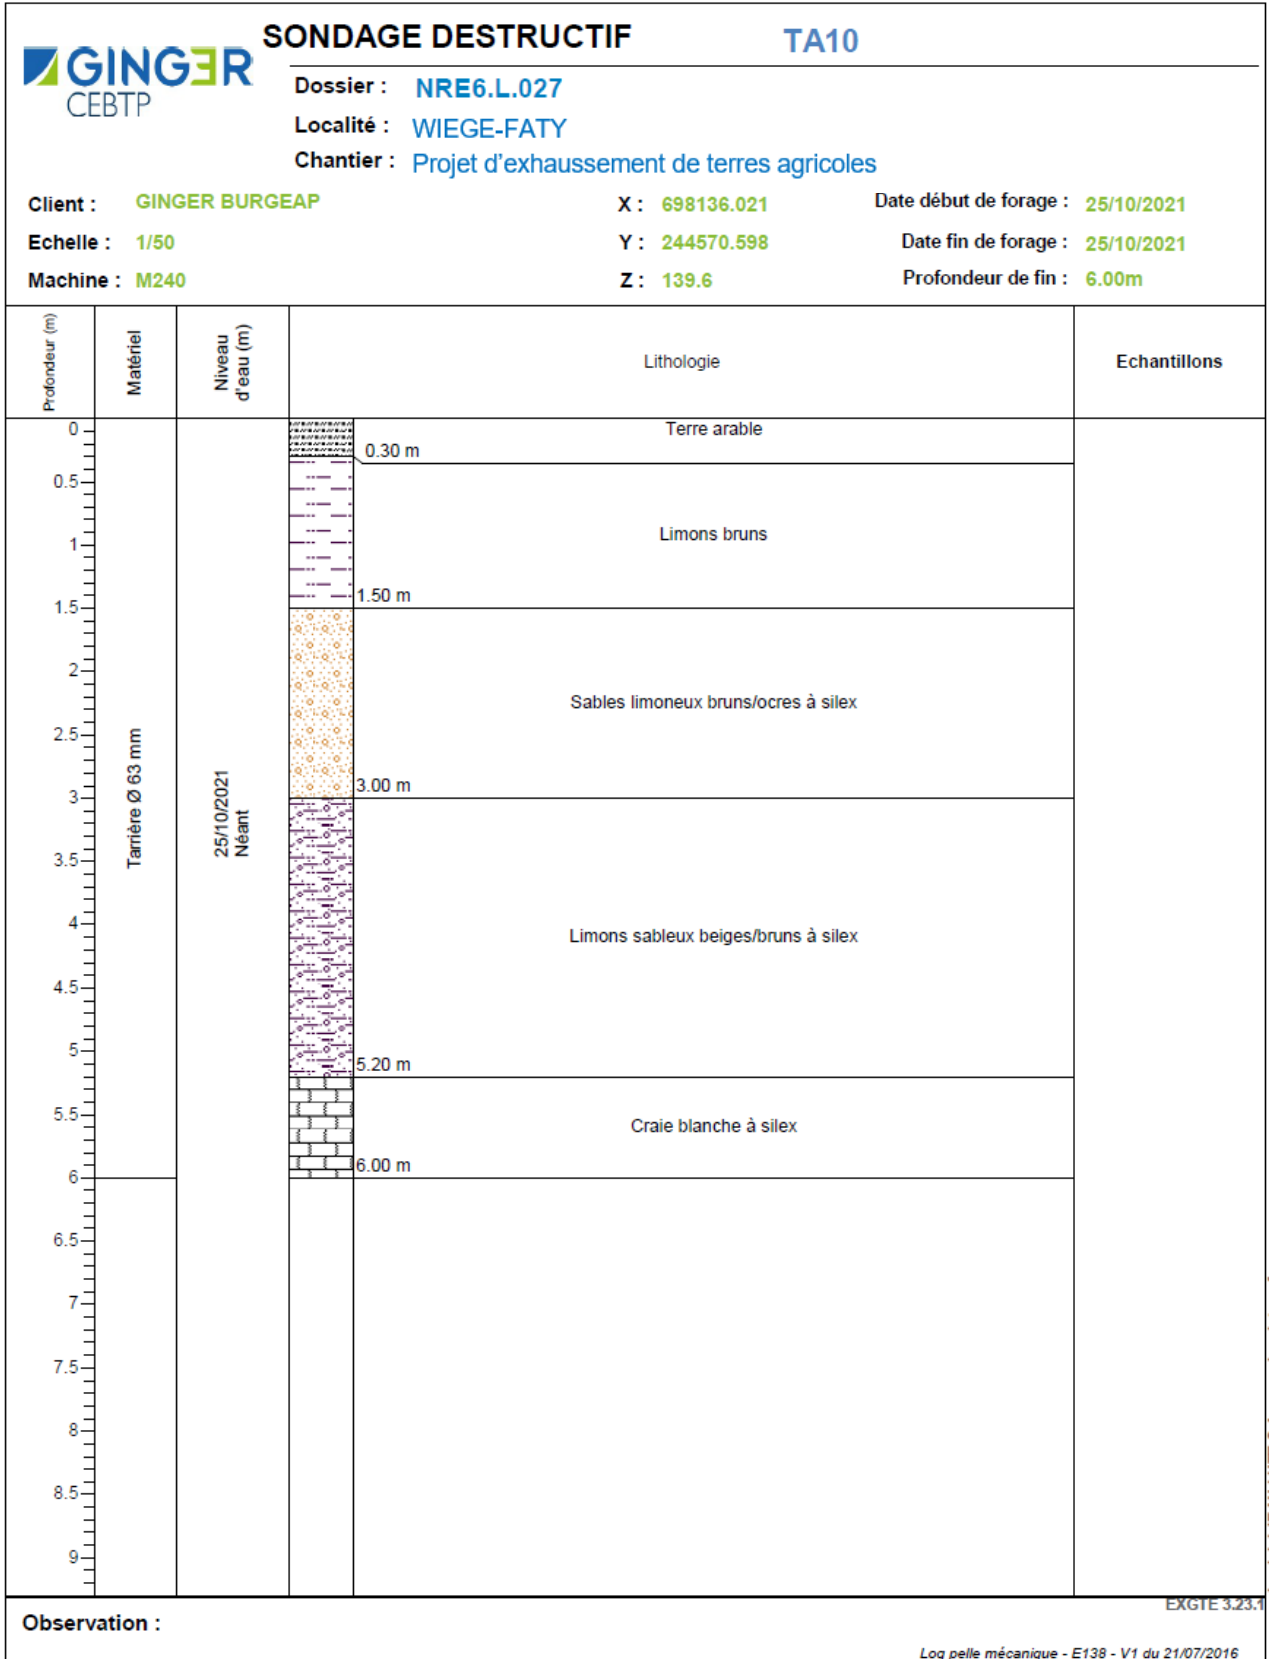 SONDAGE DESTRUCTIF TA10
GINGER
CEBTP
Dossier : NRE6.L.027
Localité : WIEGE-FATY
Chantier : Projet d'exhaussement de terres agricoles
Client : GINGER BURGEAP X : 698136.021 Date début de forage : 25/10/2021
Echelle : 1/50 Y : 244570.598 Date fin de forage : 25/10/2021
Machine : M240 Z : 139.6 Profondeur de fin : 6.00m
Profondeur (m)
Matériel
Niveau
d'eau (m)
Lithologie
Echantillons
0
Terre arable
0.30 m
0.5
Limons bruns
1
1.50 m
1.5
2
Sables limoneux bruns/ocres à silex
2.5
3.00 m
3
Tarrière Ø 63 mm
25/10/2021
Néant
3.5
4
Limons sableux beiges/bruns à silex
4.5
5
5.20 m
5.5
Craie blanche à silex
6.00 m
6
6.5
7
7.5
8
8.5
9
EXGTE 3.23.1
Observation :
Log pelle mécanique - E138 - V1 du 21/07/2016